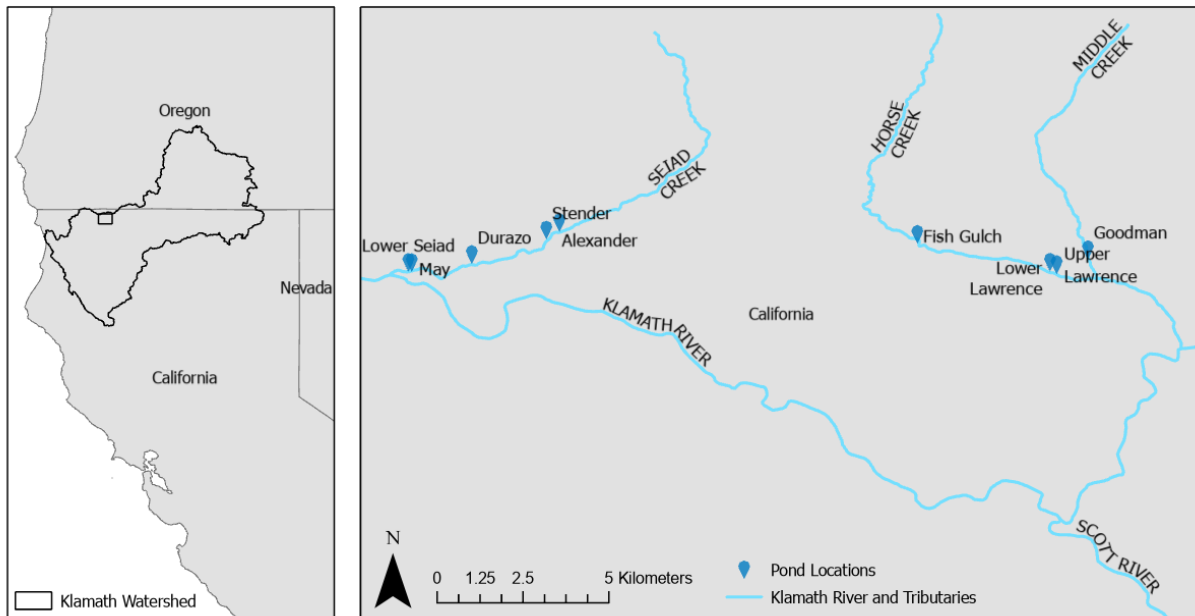 Oregon
Nevada
California
Klamath Watershed
MIDDLE
CREEK
HORSE
CREEK
SEIAD
CREEK
Stender
Alexander
Durazo
Lower Seiad
May
Fish Gulch
Goodman
Upper
Lawrence
Lower
Lawrence
KLAMATH RIVER
California
SCOTT RIVER
N
0 1.25 2.5 5 Kilometers
Pond Locations
Klamath River and Tributaries